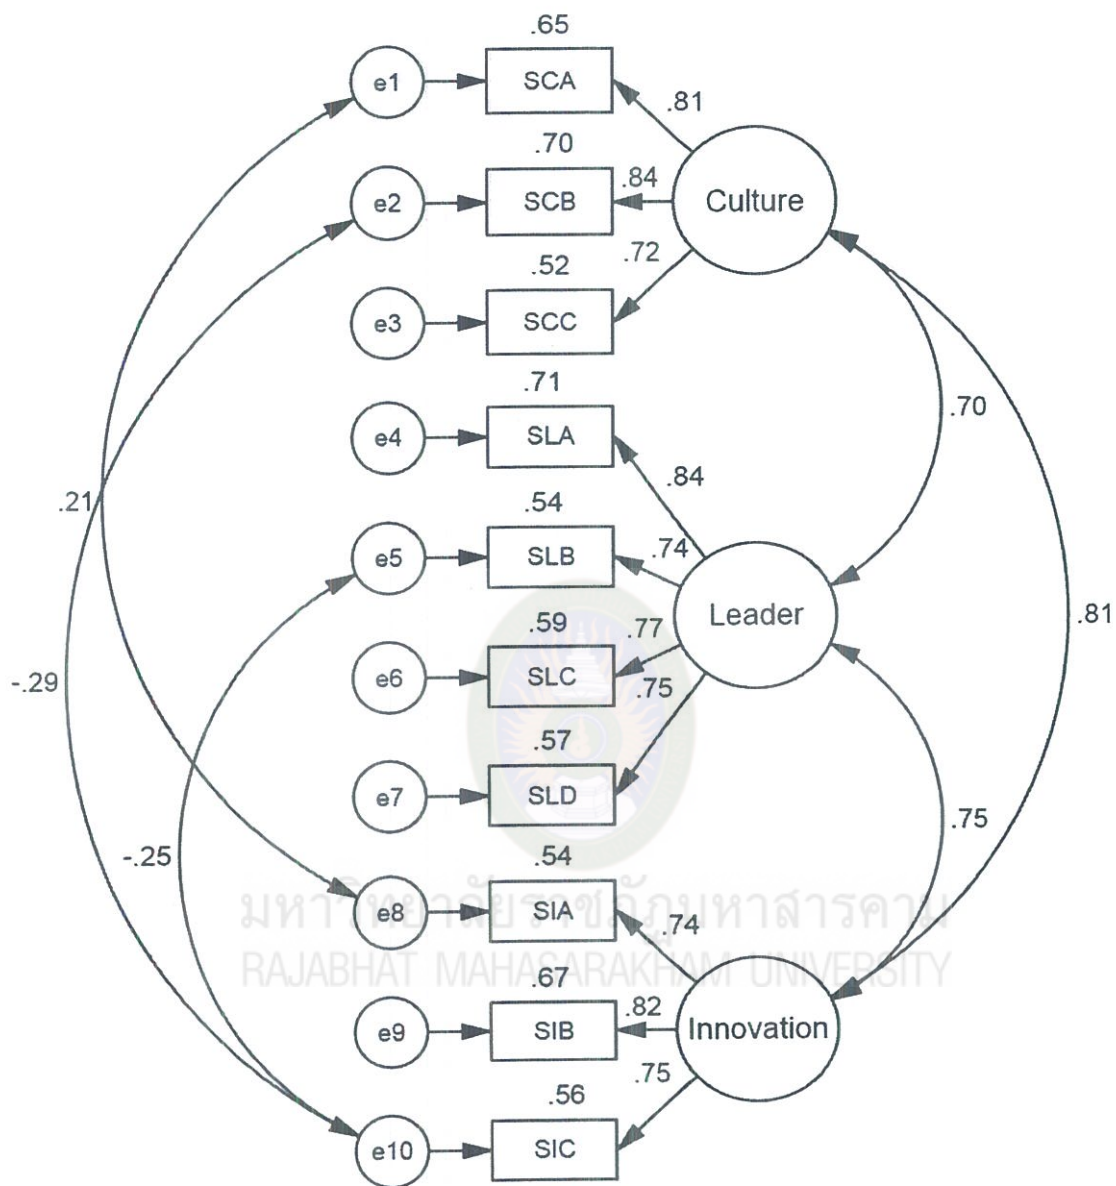 .65
e1 SCA .81
.70
e2 SCB .84 Culture
.52 .72
e3 SCC
.71
e4 SLA .70
.84
.21 .54
e5 SLB .74
Leader .81
.59 .77
-.29 e6 SLC
.75
.57
e7 SLD
.75
-.25 .54
e8 SIA .74
มหาวิทยาลัยราชภัฏมหาสารคาม
RAJABHAT MAHASARAKHAM UNIVERSITY
.67
e9 SIB .82 Innovation
.56 .75
e10 SIC